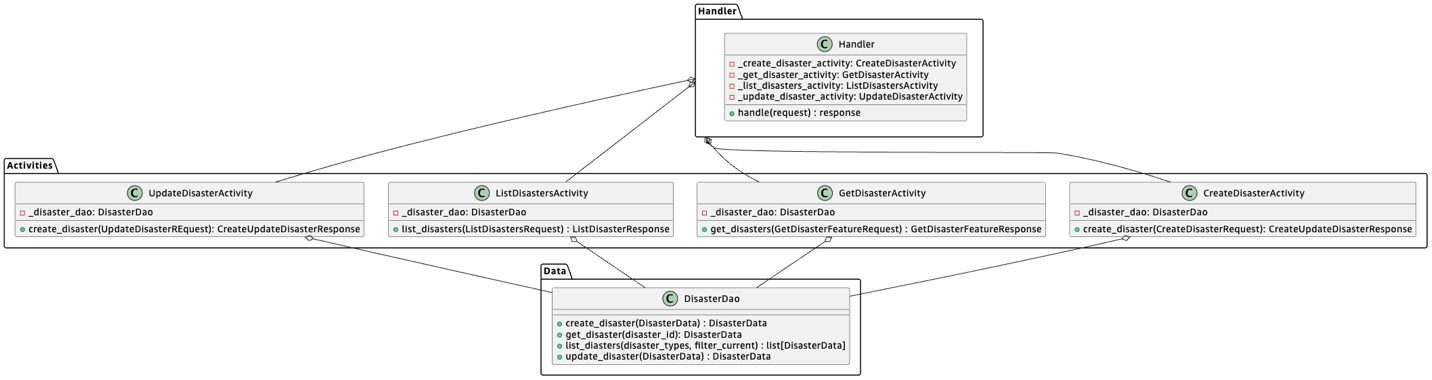 Handler
C Handler
_create_disaster_activity: CreateDisasterActivity
_get_disaster_activity: GetDisasterActivity
_list_disasters_activity: ListDisastersActivity
_update_disaster_activity: UpdateDisasterActivity
handle(request) : response
Activities
C UpdateDisasterActivity
_disaster_dao: DisasterDao
create_disaster(UpdateDisasterREquest): CreateUpdateDisasterResponse
C ListDisastersActivity
_disaster_dao: DisasterDao
list_disasters(ListDisastersRequest) : ListDisasterResponse
C GetDisasterActivity
_disaster_dao: DisasterDao
get_disasters(GetDisasterFeatureRequest) : GetDisasterFeatureResponse
C CreateDisasterActivity
_disaster_dao: DisasterDao
create_disaster(CreateDisasterRequest): CreateUpdateDisasterResponse
Data
C DisasterDao
create_disaster(DisasterData) : DisasterData
get_disaster(disaster_id): DisasterData
list_diasters(disaster_types, filter_current) : list[DisasterData]
update_disaster(DisasterData) : DisasterData